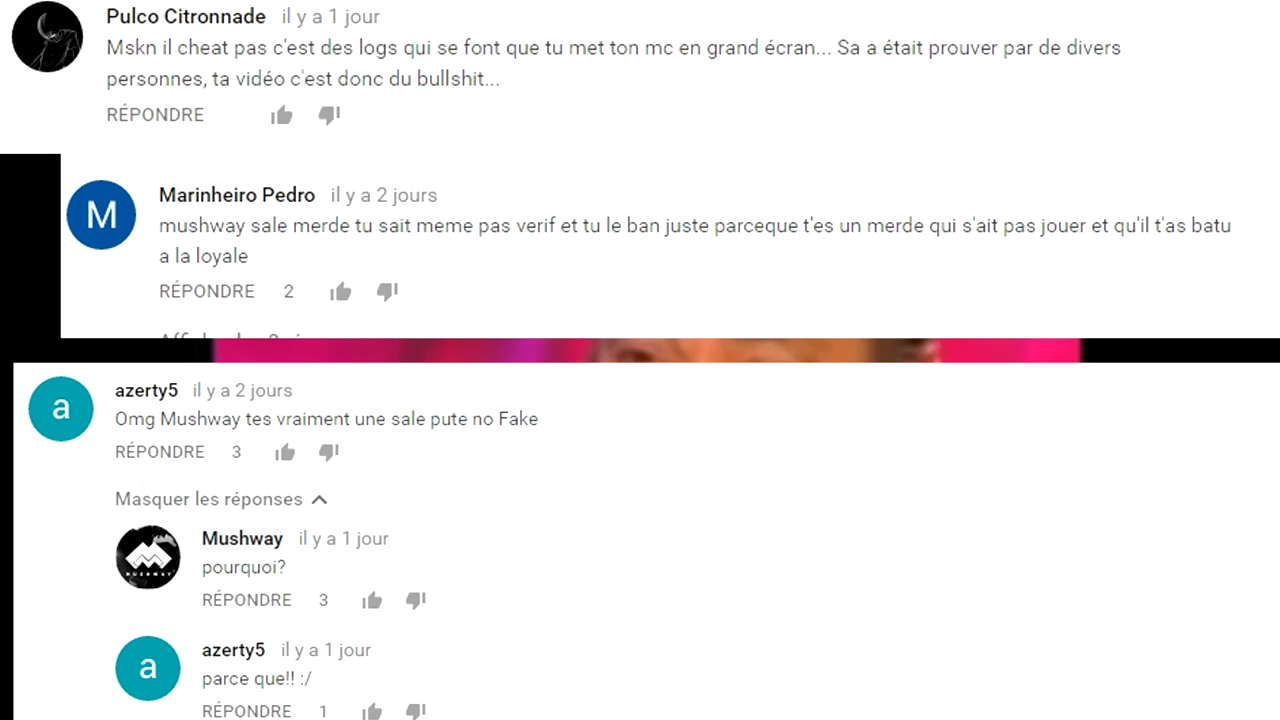 Pulco Citronnade il y a 1 jour
Mskn il cheat pas c'est des logs qui se font que tu met ton mc en grand écran... Sa a était prouver par de divers
personnes, ta vidéo c'est donc du bullshit...
RÉPONDRE
M
Marinheiro Pedro il y a 2 jours
mushway sale merde tu sait meme pas verif et tu le ban juste parceque t'es un merde qui s'ait pas jouer et qu'il t'as batu
a la loyale
RÉPONDRE 2
a
azerty5 il y a 2 jours
Omg Mushway tes vraiment une sale pute no Fake
RÉPONDRE 3
Masquer les réponses
Mushway il y a 1 jour
pourquoi?
RÉPONDRE 3
a
azerty5 il y a 1 jour
parce que!! :/
RÉPONDRE 1